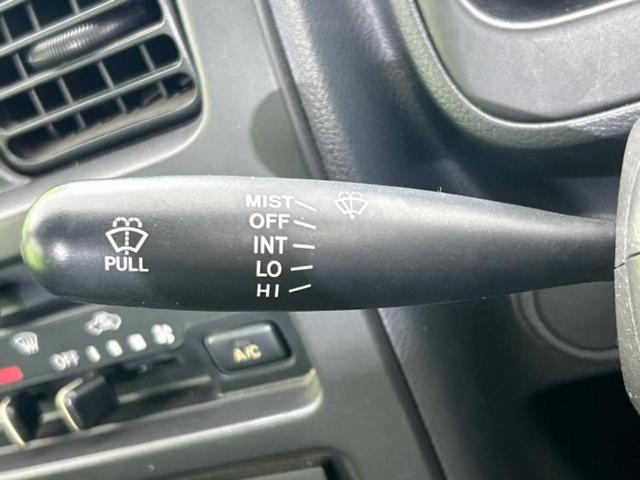 MIST
OFF
INT
PULL
LO
HI
OFF
A/C